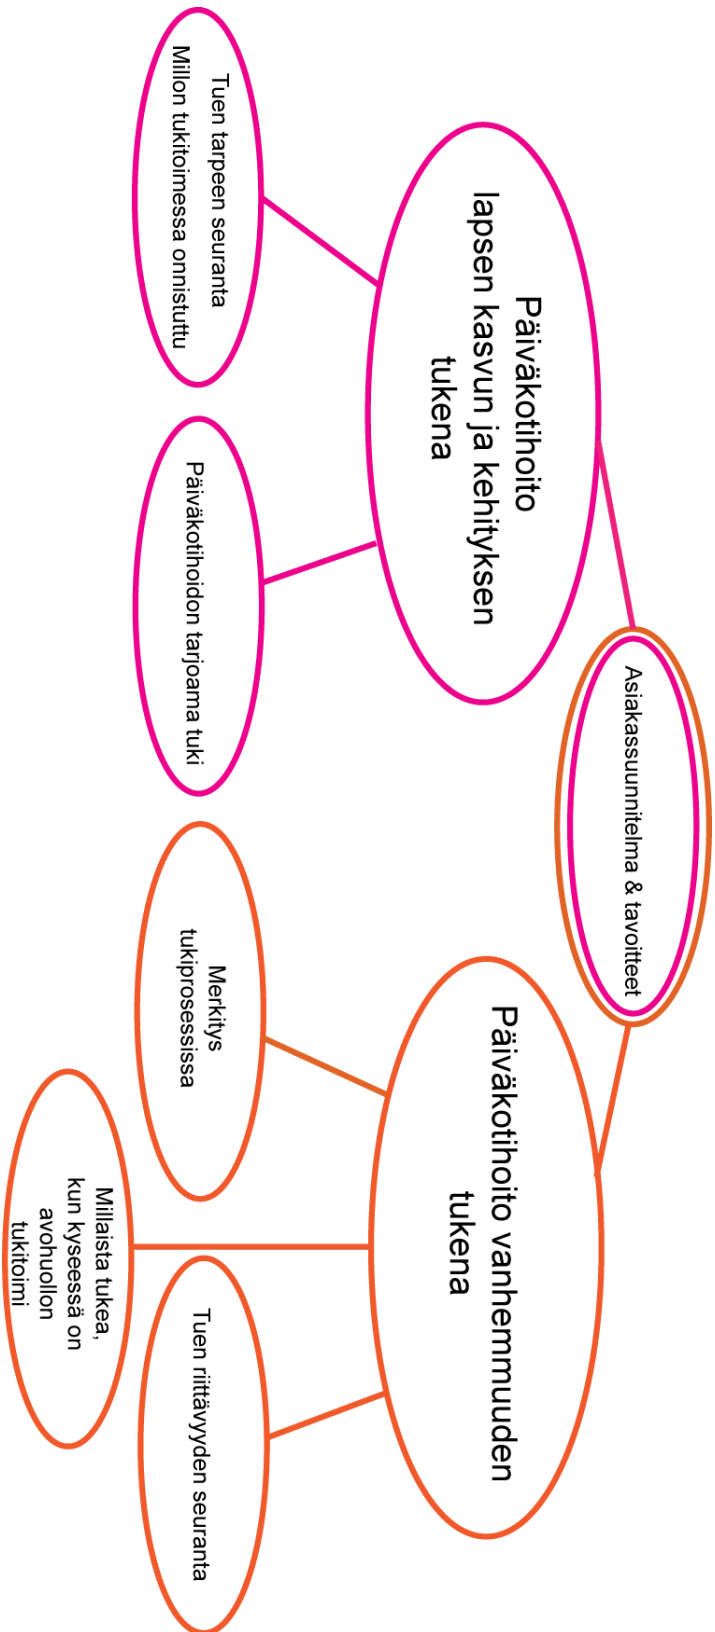 Asiakassuunnitelma & tavoitteet
Päiväkotihoito
lapsen kasvun ja kehityksen
tukena
Päiväkotihoito vanhemmuuden
tukena
Tuen tarpeen seuranta
Millon tukitoimessa onnistuttu
Päiväkotihoidon tarjoama tuki
Merkitys
tukiprosessissa
Tuen riittävyyden seuranta
Millaista tukea,
kun kyseessä on
avohuollon
tukitoimi